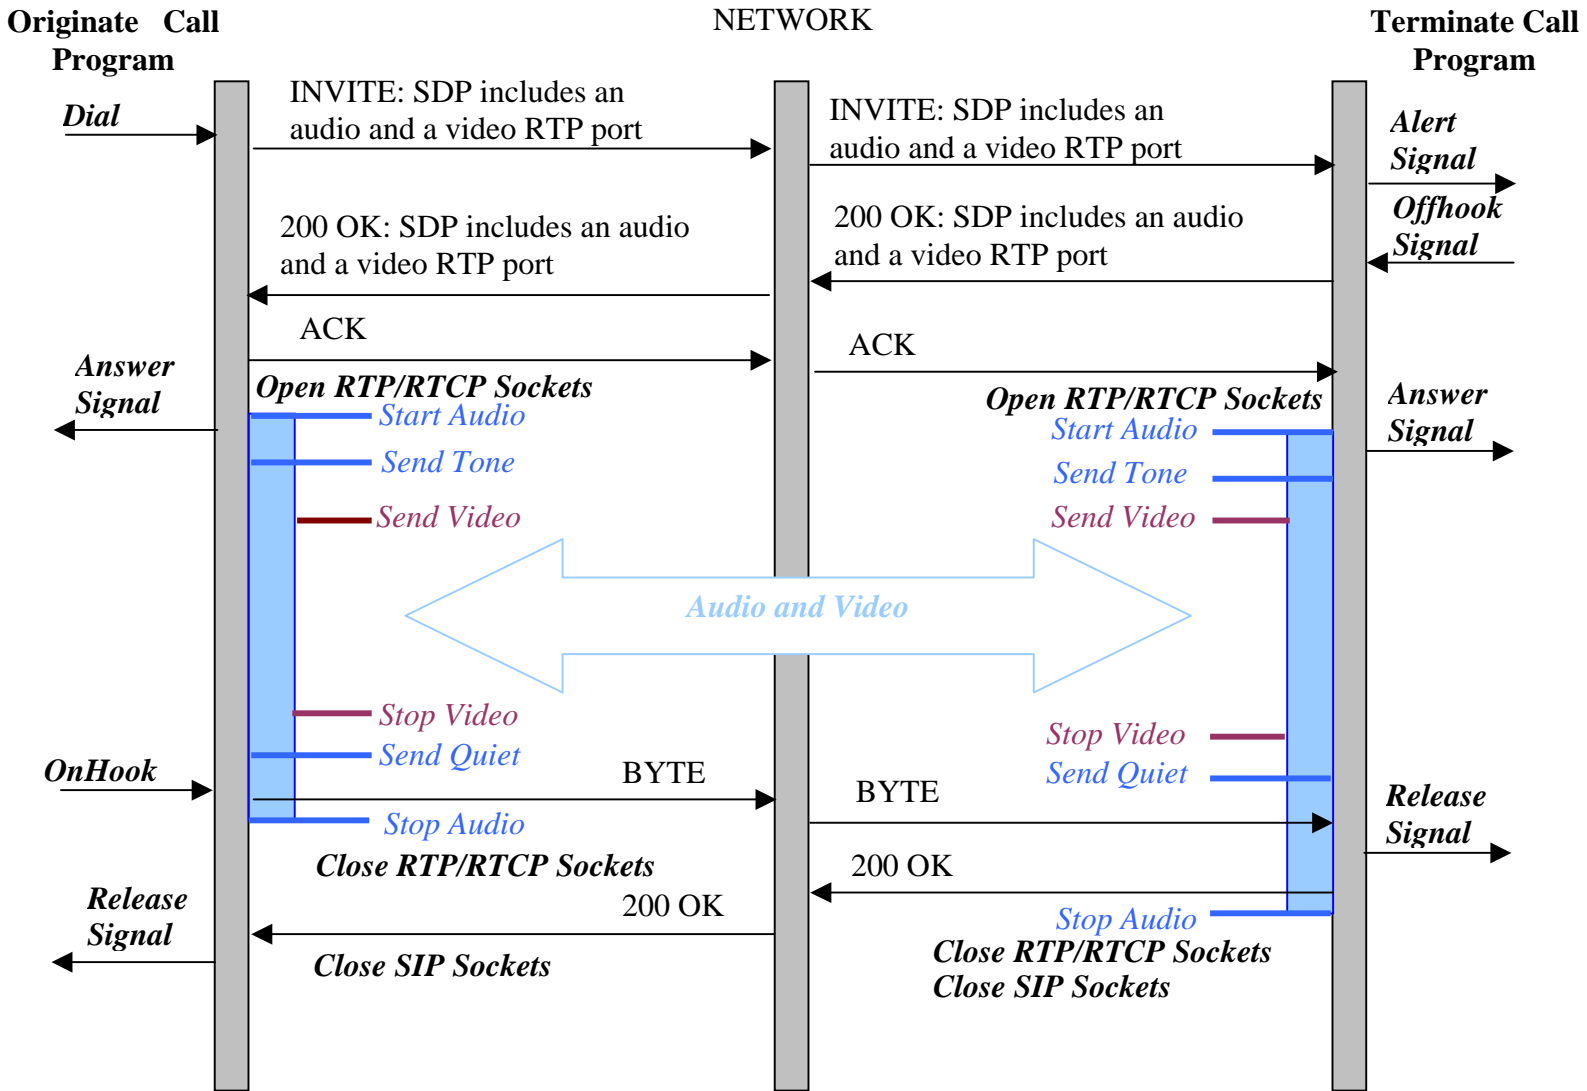 Originate Call
Program
NETWORK
Terminate Call
Program
Dial
INVITE: SDP includes an
audio and a video RTP port
INVITE: SDP includes an
audio and a video RTP port
Alert
Signal
200 OK: SDP includes an audio
and a video RTP port
200 OK: SDP includes an audio
and a video RTP port
Offhook
Signal
ACK
ACK
Answer
Signal
Open RTP/RTCP Sockets
Open RTP/RTCP Sockets
Answer
Signal
Start Audio
Start Audio
Send Tone
Send Tone
Send Video
Send Video
Audio and Video
Stop Video
Stop Video
Send Quiet
Send Quiet
OnHook
BYTE
BYTE
Release
Signal
Stop Audio
Close RTP/RTCP Sockets
200 OK
200 OK
Release
Signal
Stop Audio
Close SIP Sockets
Close RTP/RTCP Sockets
Close SIP Sockets